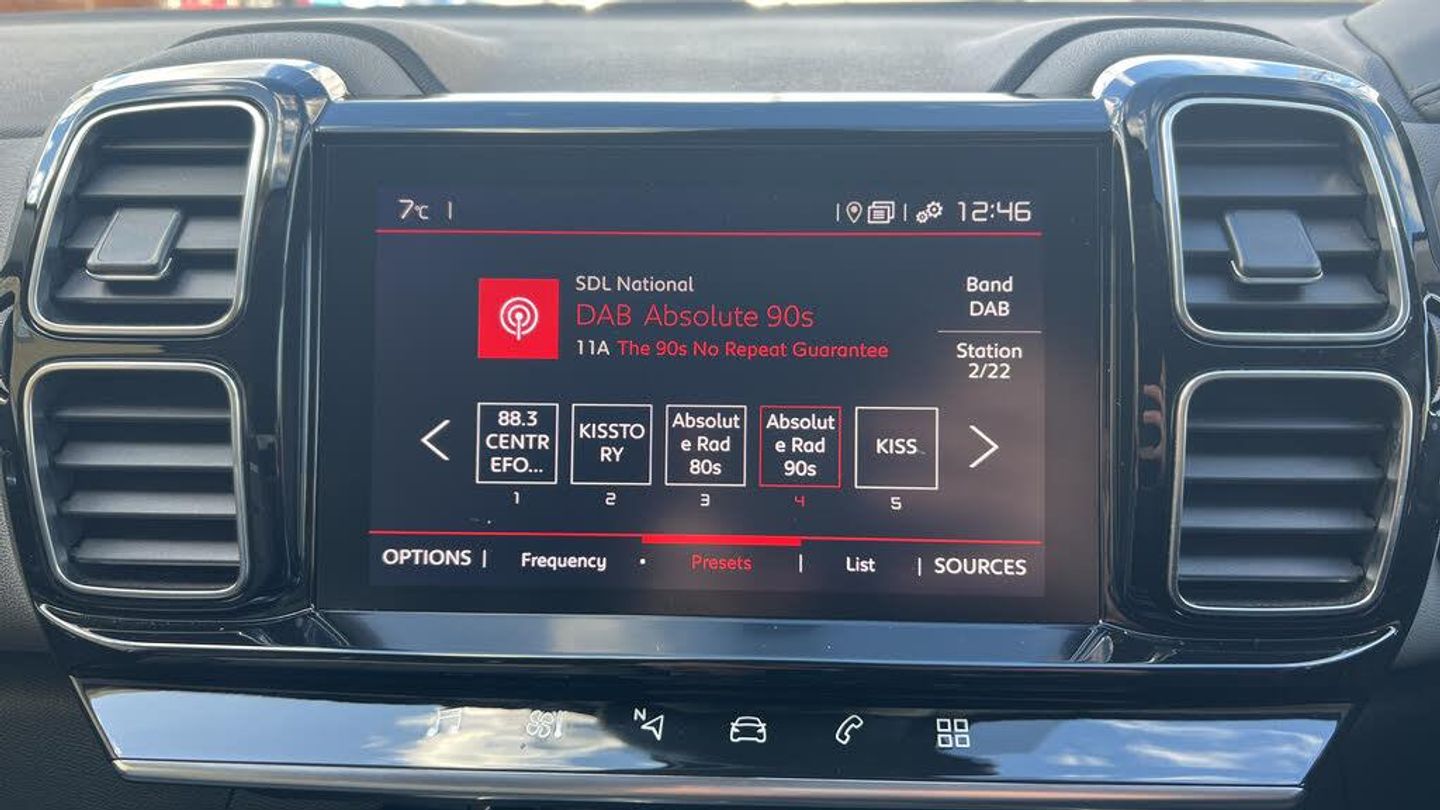 7°C
12:46
SDL National
DAB Absolute 90s
11A The 90s No Repeat Guarantee
Band
DAB
Station
2/22
88.3
CENTR
EFO...
1
KISSTO
RY
2
Absolut
e Rad
80s
3
Absolut
e Rad
90s
4
KISS
5
OPTIONS | Frequency • Presets | List | SOURCES
N